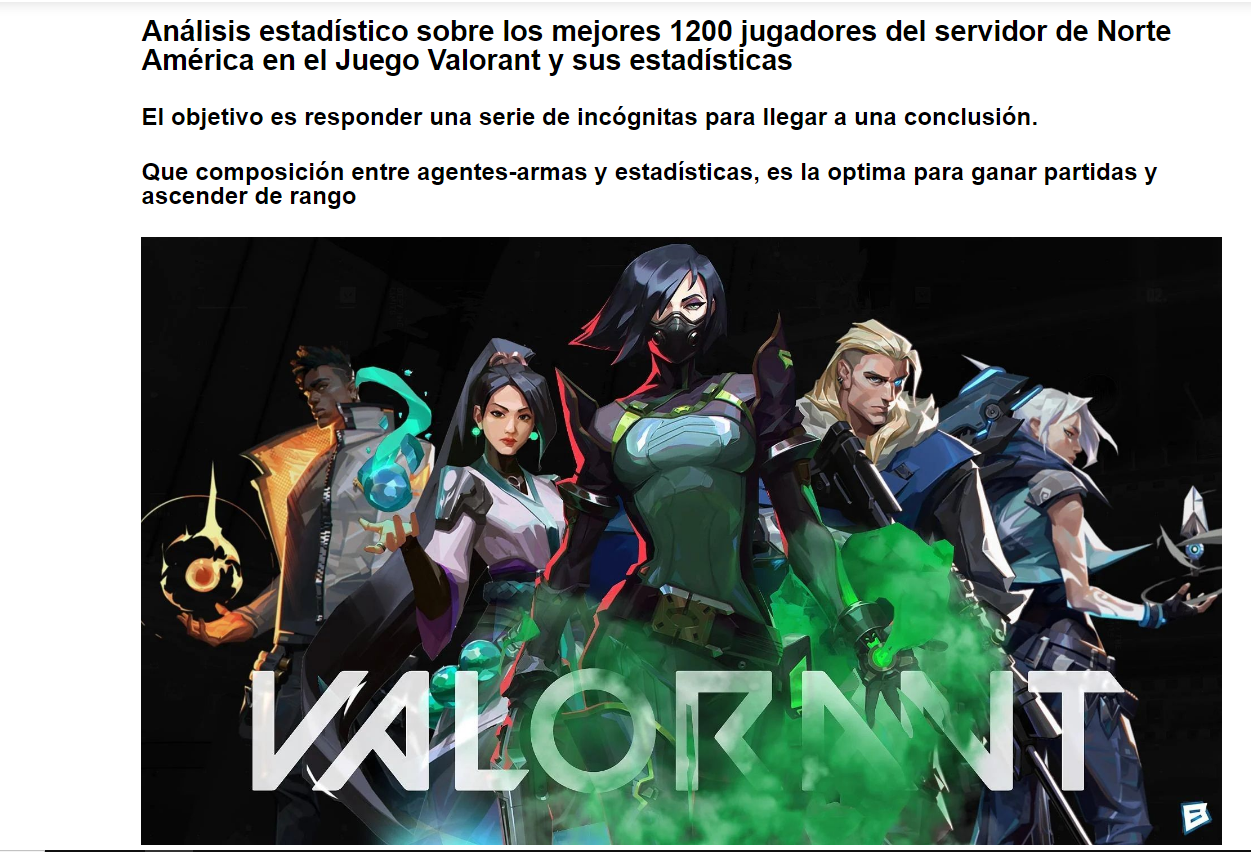 Análisis estadístico sobre los mejores 1200 jugadores del servidor de Norte
América en el Juego Valorant y sus estadísticas
El objetivo es responder una serie de incógnitas para llegar a una conclusión.
Que composición entre agentes-armas y estadísticas, es la optima para ganar partidas y
ascender de rango
VALORANT
B